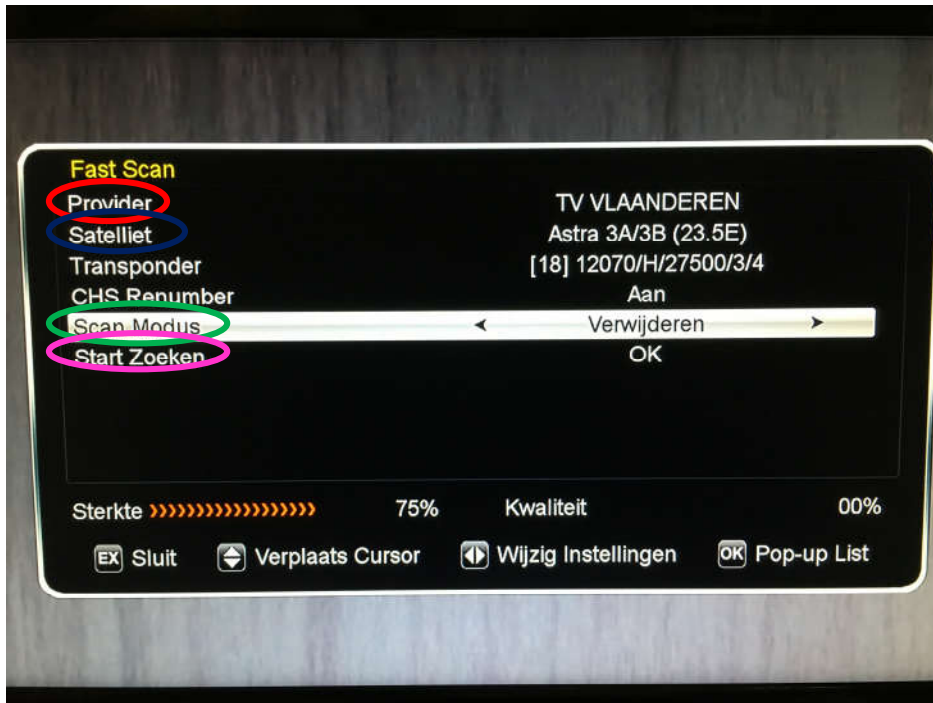 Fast Scan
Provider TV VLAANDEREN
Satelliet Astra 3A/3B (23.5E)
Transponder [18] 12070/H/27500/3/4
CHS Renumber Aan
Scan Modus Verwijderen
Start Zoeken OK
Sterkte 75% Kwaliteit 00%
EX Sluit Verplaats Cursor Wijzig Instellingen OK Pop-up List